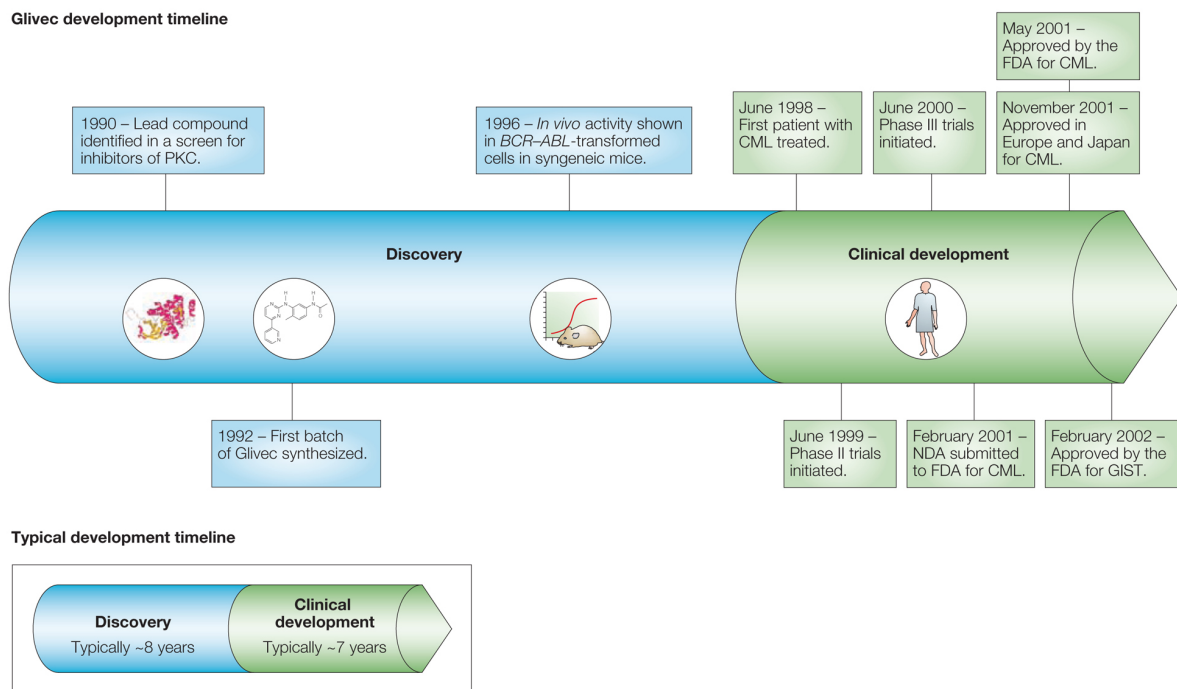 Glivec development timeline
May 2001 –
Approved by the
FDA for CML.
1990 – Lead compound
identified in a screen for
inhibitors of PKC.
1996 – In vivo activity shown
in BCR–ABL-transformed
cells in syngeneic mice.
June 1998 –
First patient with
CML treated.
June 2000 –
Phase III trials
initiated.
November 2001 –
Approved in
Europe and Japan
for CML.
Discovery
Clinical development
H
N
H
N
N
N
O
N
1992 – First batch
of Glivec synthesized.
June 1999 –
Phase II trials
initiated.
February 2001 –
NDA submitted
to FDA for CML.
February 2002 –
Approved by the
FDA for GIST.
Typical development timeline
Discovery
Typically ~8 years
Clinical
development
Typically ~7 years